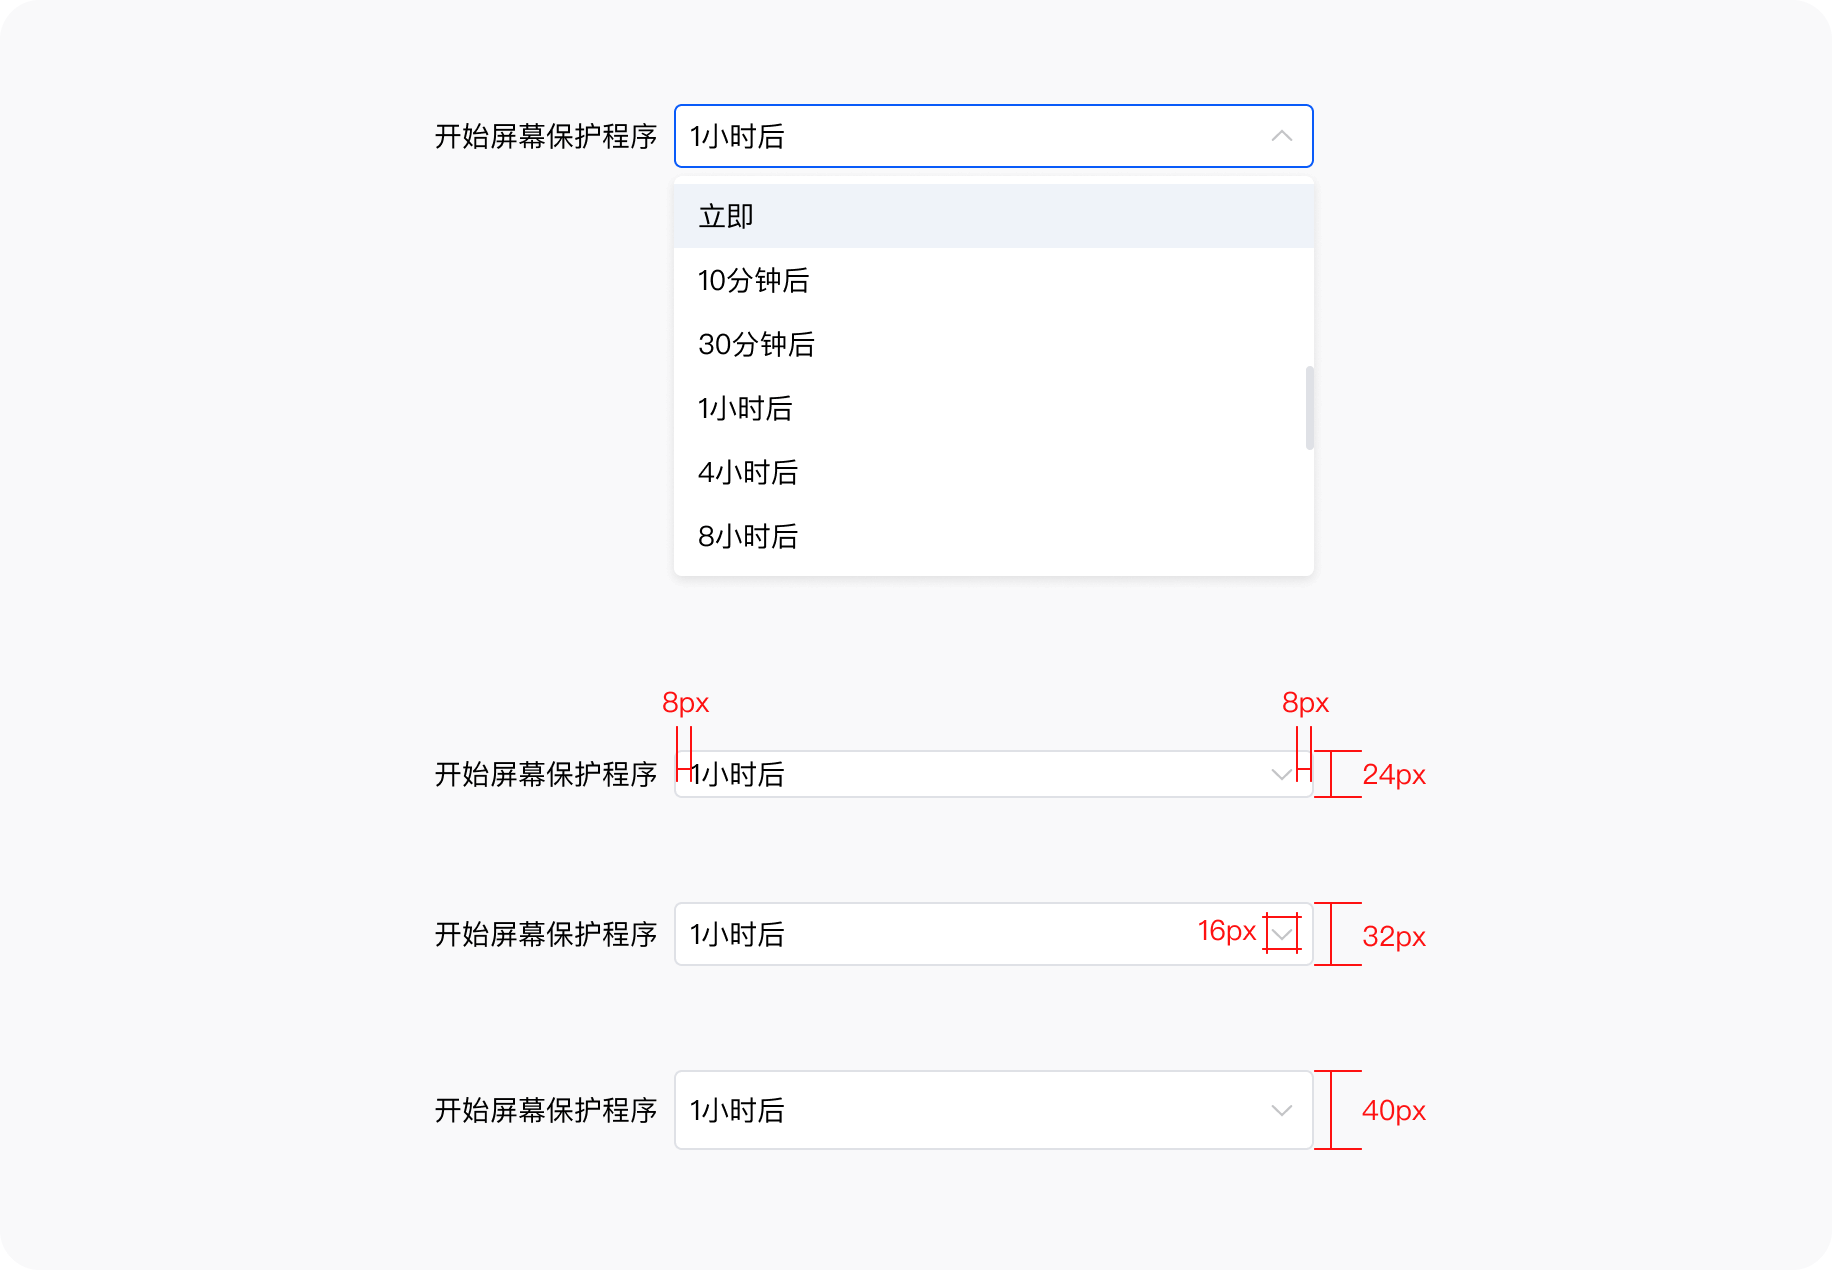 开始屏幕保护程序 1小时后
立即
10分钟后
30分钟后
1小时后
4小时后
8小时后
8px 8px
开始屏幕保护程序 1小时后 24px
开始屏幕保护程序 1小时后 16px 32px
开始屏幕保护程序 1小时后 40px